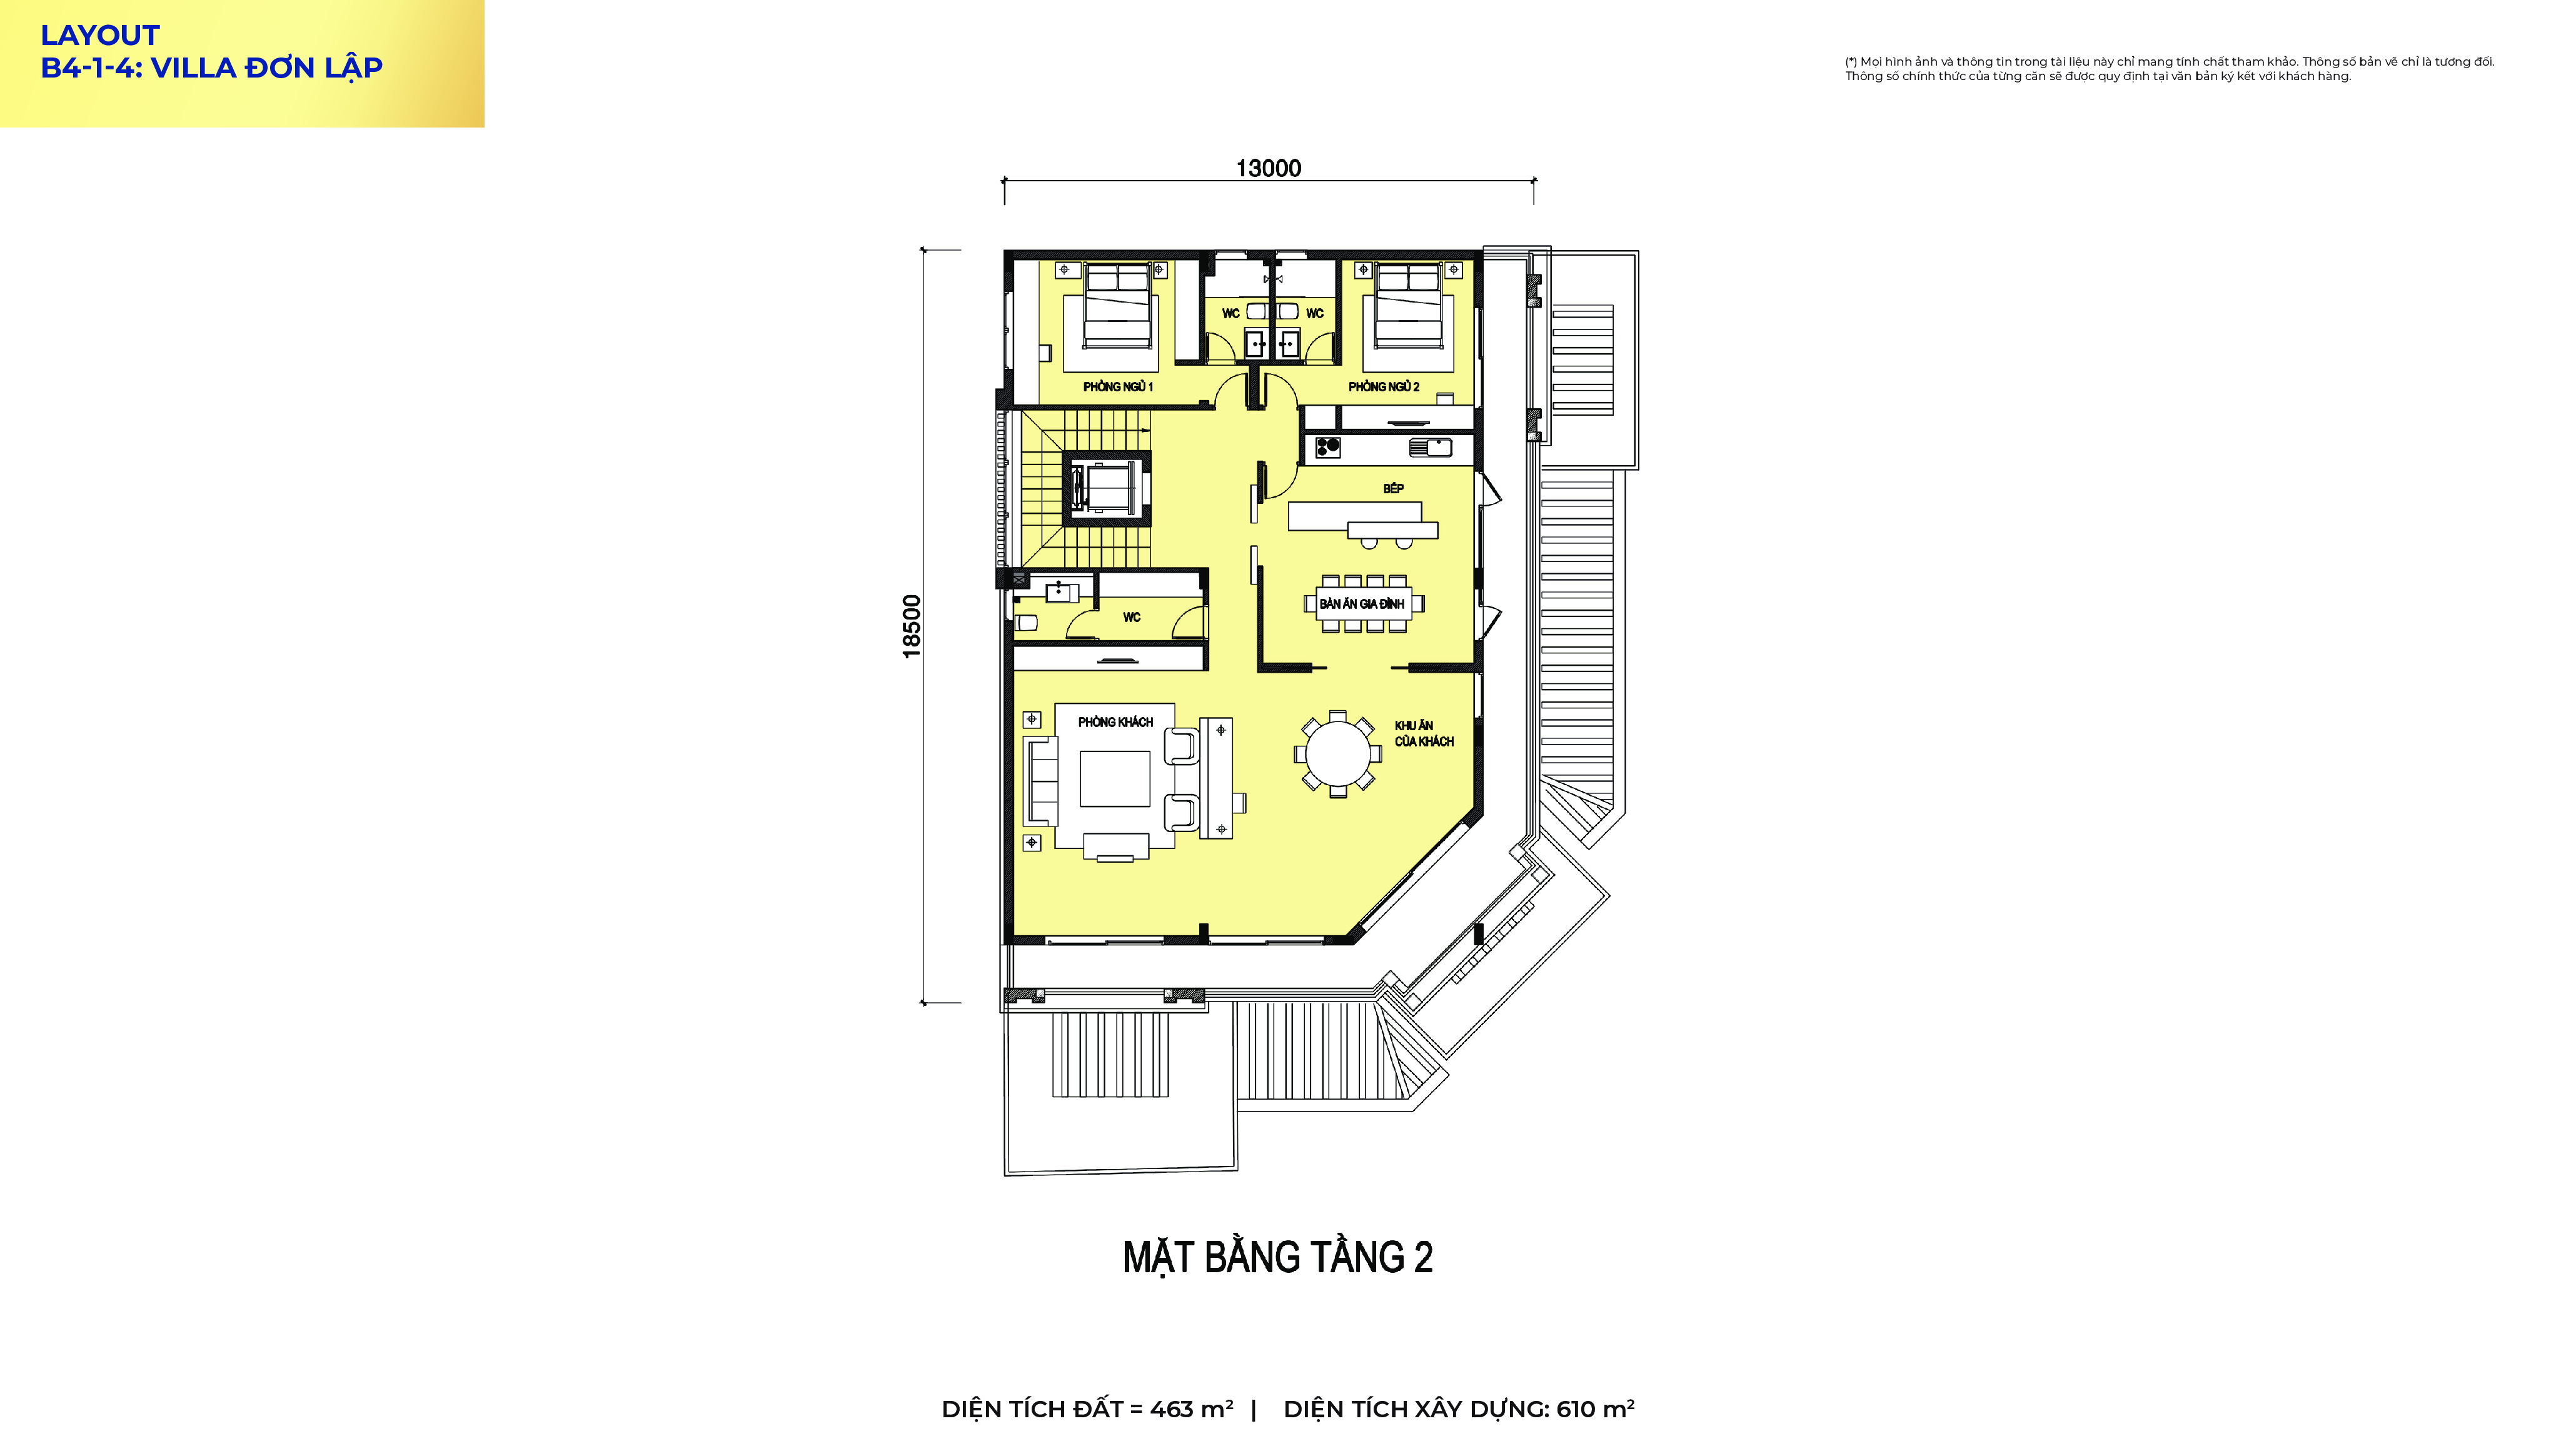 LAYOUT
B4-1-4: VILLA ĐƠN LẬP
(*) Mọi hình ảnh và thông tin trong tài liệu này chỉ mang tính chất tham khảo. Thông số bản vẽ chỉ là tương đối.
Thông số chính thức của từng căn sẽ được quy định tại văn bản ký kết với khách hàng.
13000
18500
WC
WC
PHÒNG NGỦ 1
PHÒNG NGỦ 2
BẾP
BÀN ĂN GIA ĐÌNH
WC
PHÒNG KHÁCH
KHU ĂN
CỦA KHÁCH
MẶT BẰNG TẦNG 2
DIỆN TÍCH ĐẤT = 463 m² | DIỆN TÍCH XÂY DỰNG: 610 m²